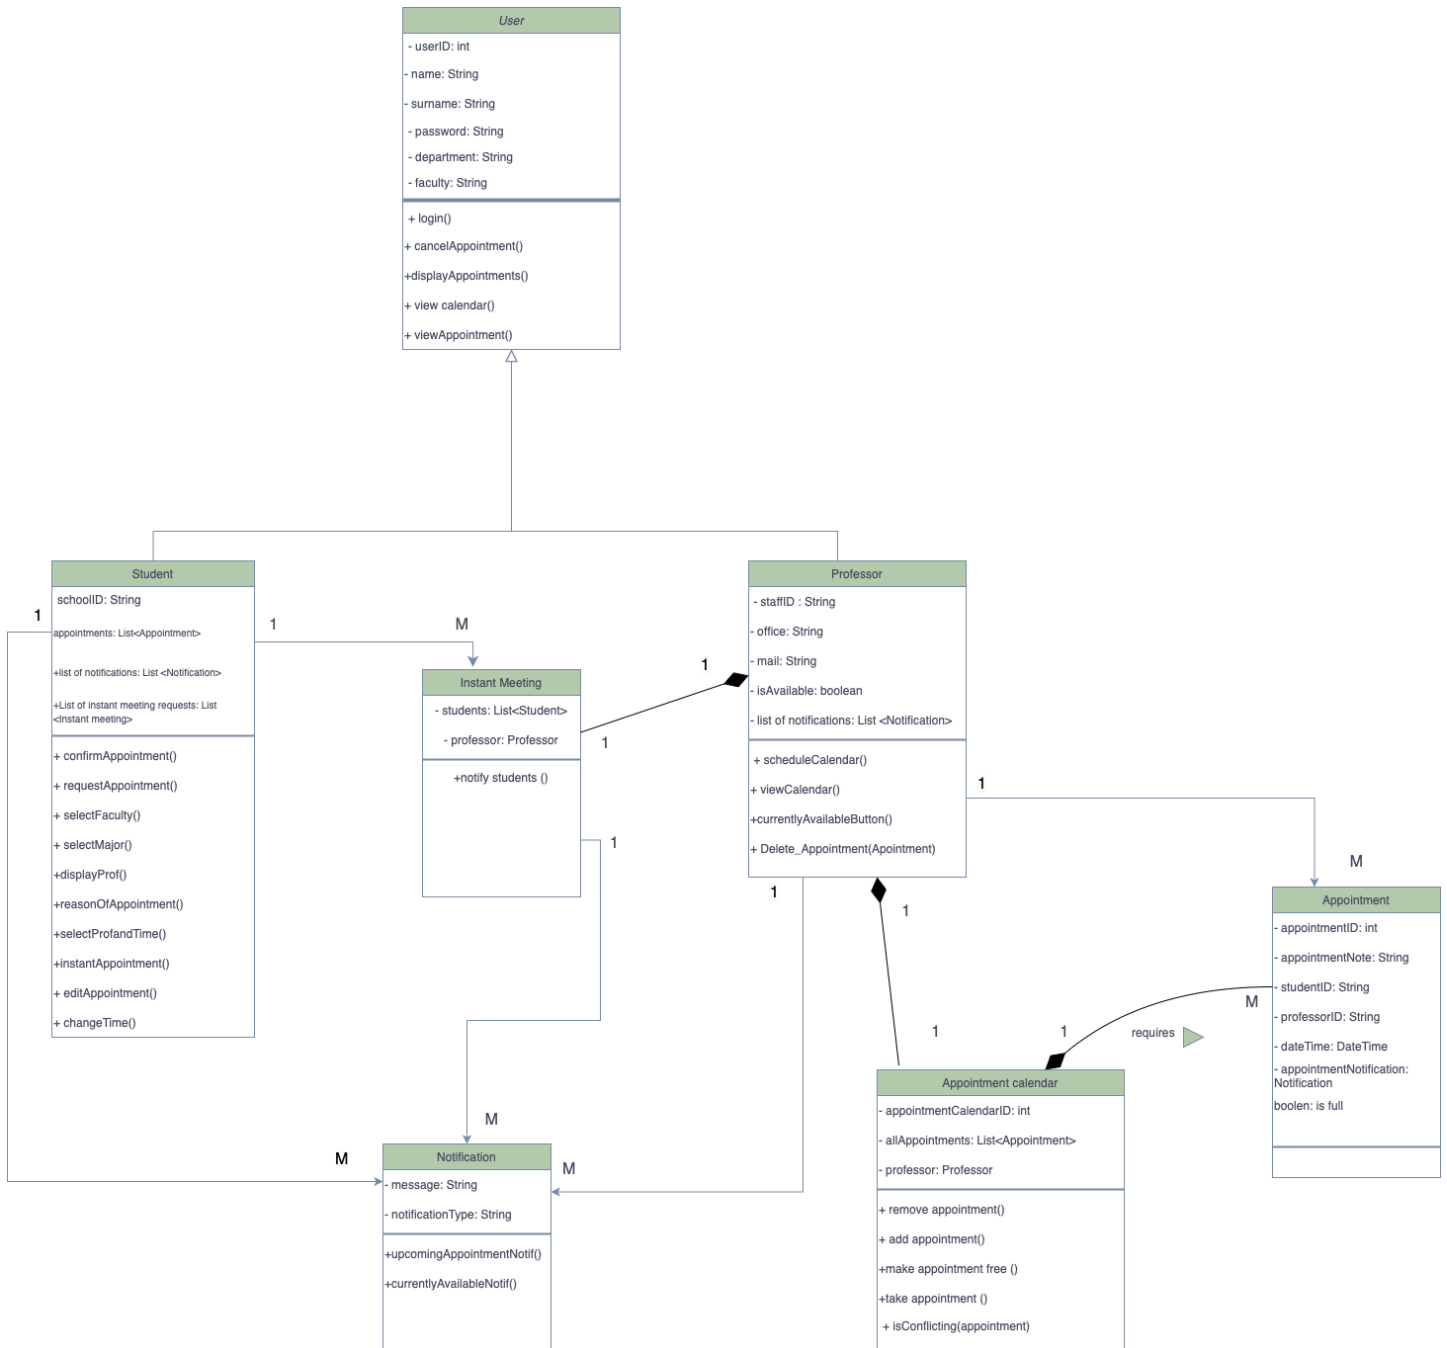 User
- userID: int
- name: String
- surname: String
- password: String
- department: String
- faculty: String
+ login()
+ cancelAppointment()
+displayAppointments()
+ view calendar()
+ viewAppointment()
Student
schoolID: String
appointments: List<Appointment>
+list of notifications: List <Notification>
+List of instant meeting requests: List
<Instant meeting>
+ confirmAppointment()
+ requestAppointment()
+ selectFaculty()
+ selectMajor()
+displayProf()
+reasonOfAppointment()
+selectProfandTime()
+instantAppointment()
+ editAppointment()
+ changeTime()
1
M
1
M
Instant Meeting
- students: List<Student>
- professor: Professor
+notify students ()
1
1
1
M
Professor
- staffID : String
- office: String
- mail: String
- isAvailable: boolean
- list of notifications: List <Notification>
+ scheduleCalendar()
+ viewCalendar()
+currentlyAvailableButton()
+ Delete_Appointment(Apointment)
1
M
1
M
1
1
Appointment
- appointmentID: int
- appointmentNote: String
- studentID: String
- professorID: String
- dateTime: DateTime
- appointmentNotification:
Notification
boolen: is full
M
1
requires
Notification
- message: String
- notificationType: String
+upcomingAppointmentNotif()
+currentlyAvailableNotif()
Appointment calendar
- appointmentCalendarID: int
- allAppointments: List<Appointment>
- professor: Professor
+ remove appointment()
+ add appointment()
+make appointment free ()
+take appointment ()
+ isConflicting(appointment)